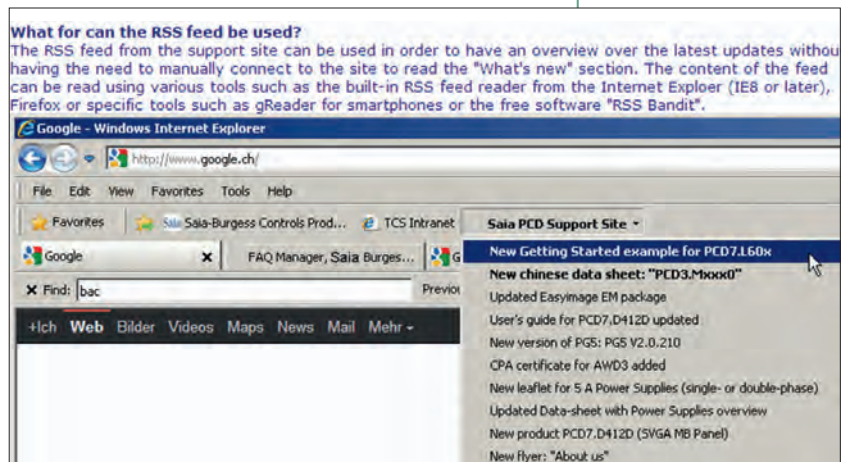 What for can the RSS feed be used?
The RSS feed from the support site can be used in order to have an overview over the latest updates withou
having the need to manually connect to the site to read the "What's new" section. The content of the feed
can be read using various tools such as the built-in RSS feed reader from the Internet Exploer (IE8 or later),
Firefox or specific tools such as gReader for smartphones or the free software "RSS Bandit".
Google - Windows Internet Explorer
http://www.google.ch/
File Edit View Favorites Tools Help
Favorites Saia Saia-Burgess Controls Prod... TCS Intranet Saia PCD Support Site
Google X FAQ Manager, Saia Burges... G
X Find: bac Previou
+Ich Web Bilder Videos Maps News Mail Mehr
New Getting Started example for PCD7.L60x
New chinese data sheet: "PCD3.Mxxx0"
Updated Easyimage EM package
User's guide for PCD7.D412D updated
New version of PG5: PG5 V2.0.210
CPA certificate for AWD3 added
New leaflet for 5 A Power Supplies (single- or double-phase)
Updated Data-sheet with Power Supplies overview
New product PCD7.D412D (SVGA MB Panel)
New flyer: "About us"